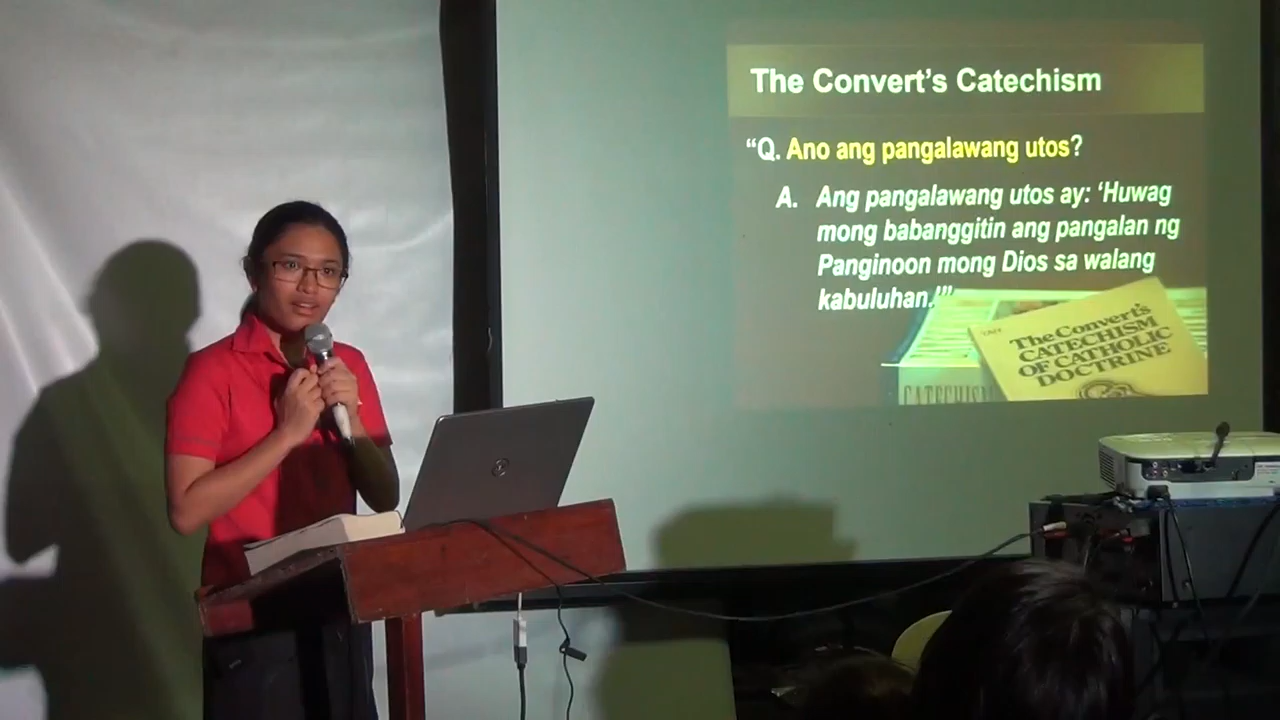 The Convert's Catechism
“Q. Ano ang pangalawang utos?
A. Ang pangalawang utos ay: ‘Huwag
mong babanggitin ang pangalan ng
Panginoon mong Dios sa walang
kabuluhan.’”
The Convert's
CATECHISM
OF CATHOLIC
DOCTRINE
CATECHISM